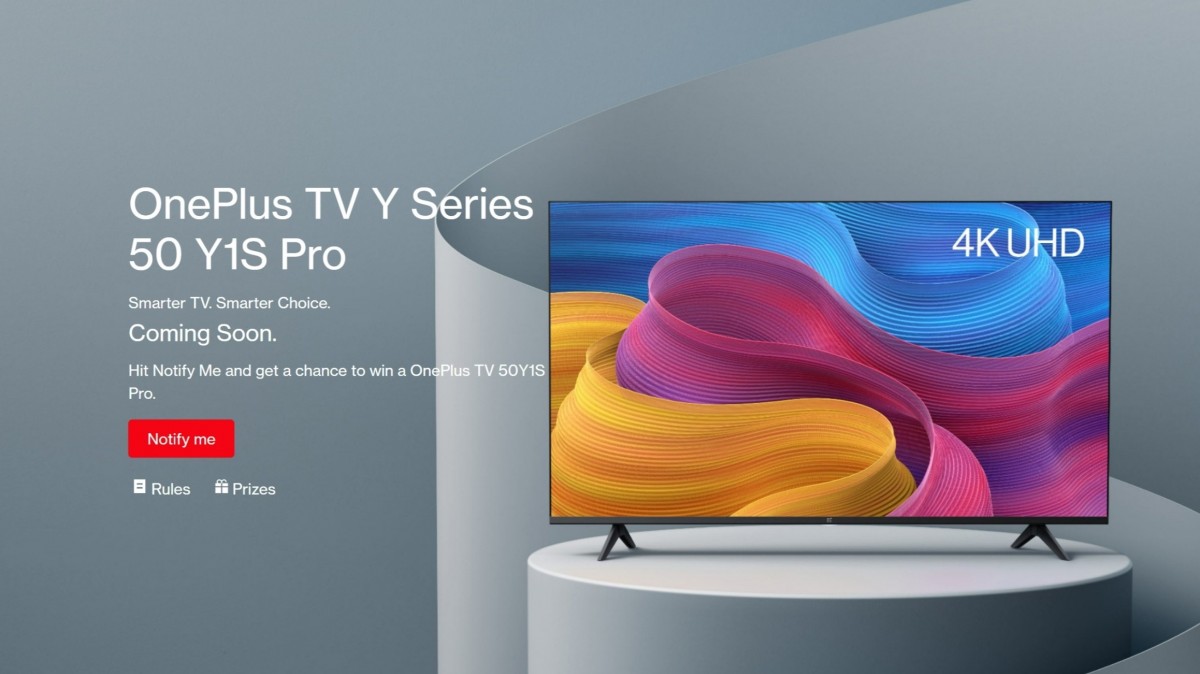 OnePlus TV Y Series
50 Y1S Pro
Smarter TV. Smarter Choice.
Coming Soon.
Hit Notify Me and get a chance to win a OnePlus TV 50Y1S
Pro.
Notify me
Rules
Prizes
4K UHD